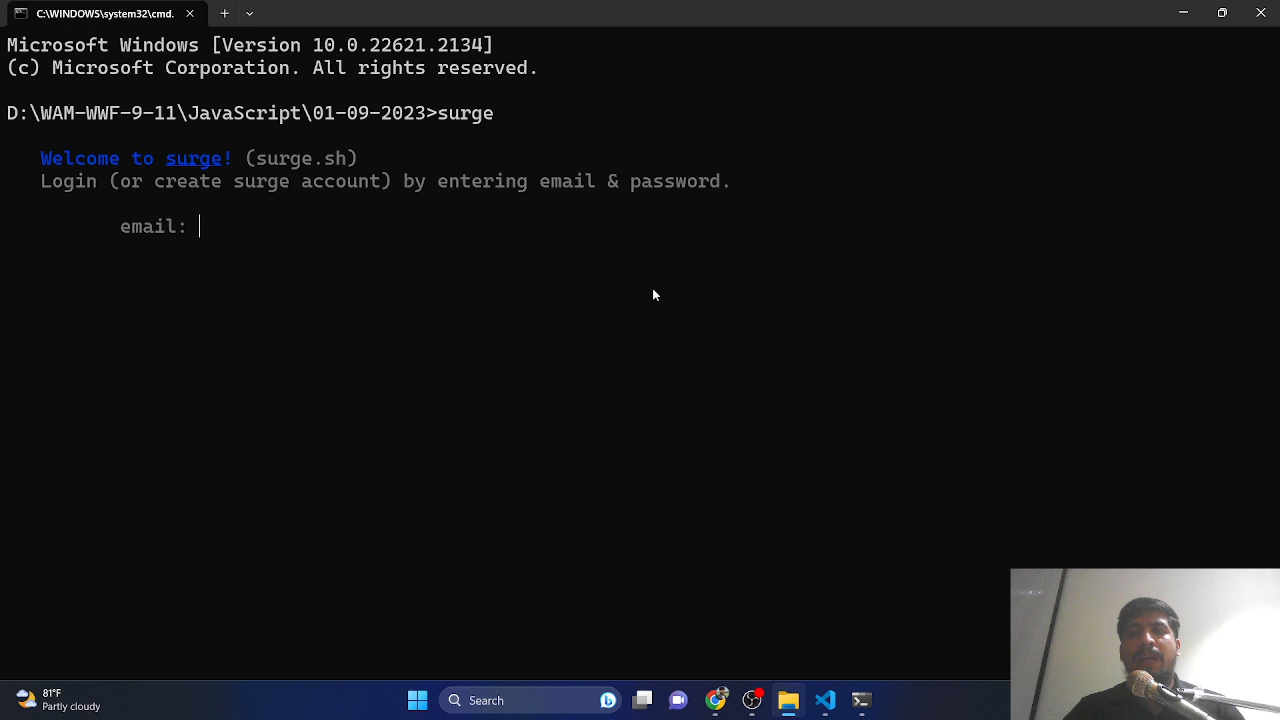 C:\WINDOWS\system32\cmd.
Microsoft Windows [Version 10.0.22621.2134]
(c) Microsoft Corporation. All rights reserved.
D:\WAM-WWF-9-11\JavaScript\01-09-2023>surge
Welcome to surge! (surge.sh)
Login (or create surge account) by entering email & password.
email:
81°F
Partly cloudy
Search